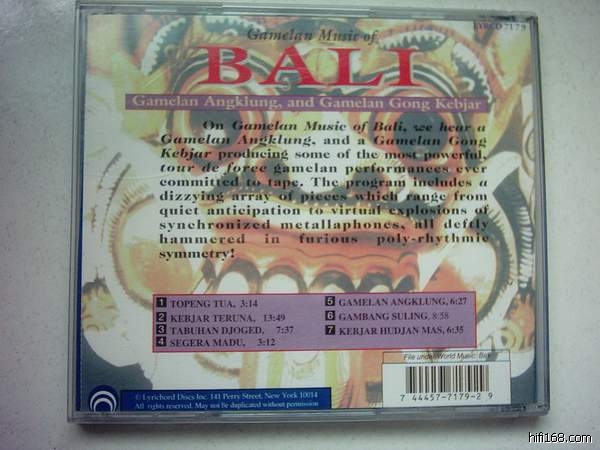 Gamelan Music of
LYRCD 7179
BALI
Gamelan Angklung, and Gamelan Gong Kebjar
On Gamelan Music of Bali, we hear a
Gamelan Angklung, and a Gamelan Gong
Kebjar producing some of the most powerful,
tour de force gamelan performances ever
committed to tape. The program includes a
dizzying array of pieces which range from
quiet anticipation to virtual explosions of
synchronized metallaphones, all deftly
hammered in furious poly-rhythmic
symmetry!
1 TOPENG TUA, 3:14
2 KEBJAR TERUNA, 13:49
3 TABUHAN DJOGED, 7:37
4 SEGERA MADU, 3:12
5 GAMELAN ANGKLUNG, 6:27
6 GAMBANG SULING, 8:58
7 KEBJAR HUDJAN MAS, 6:35
File under World Music: Bali
7 44457-7179-2 9
© Lyrichord Discs Inc. 141 Perry Street, New York 10014
All rights reserved. May not be duplicated without permission
hifi168.com